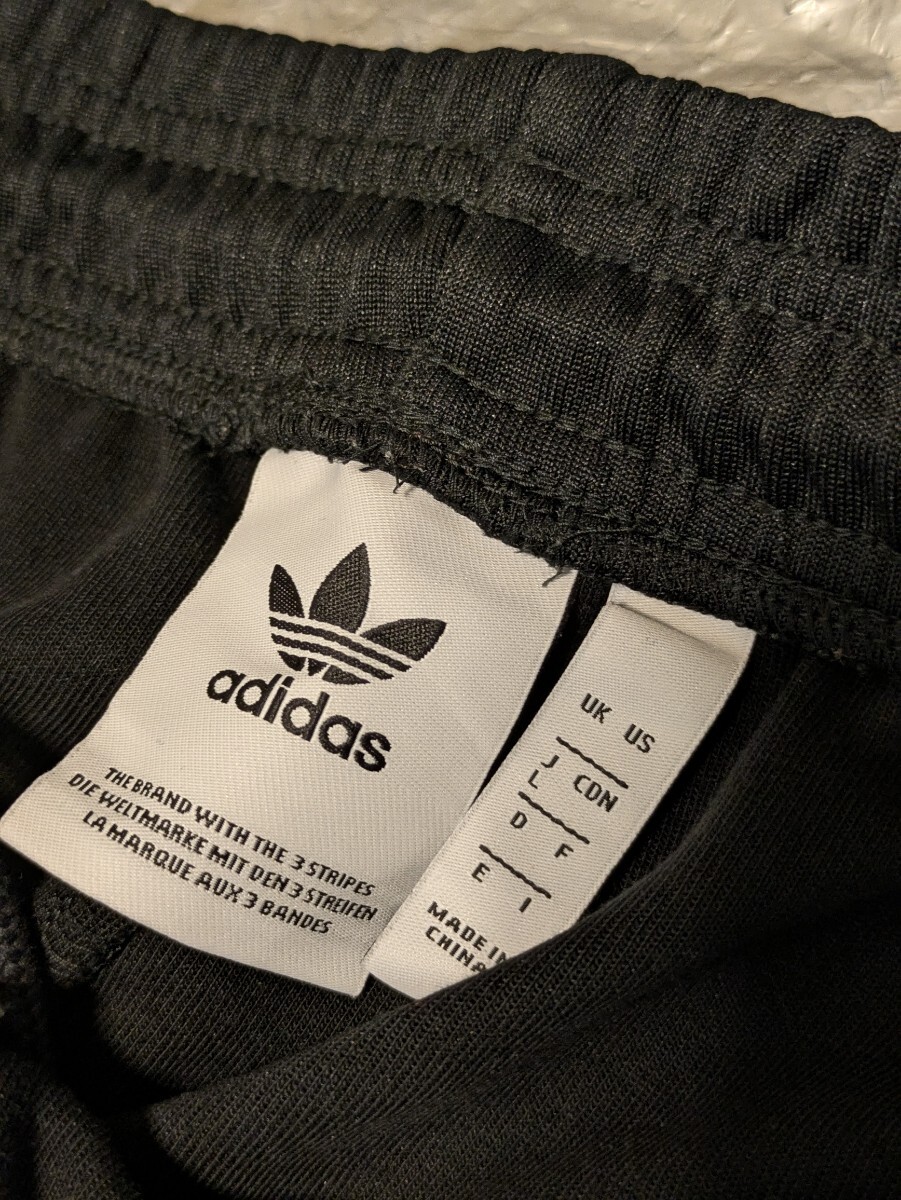 adidas
THE BRAND WITH THE 3 STRIPES
DIE WELTMARKE MIT DEN 3 STREIFEN
LA MARQUE AUX 3 BANDES
UK US
J CDN
L
D F
E I
MADE IN
CHINA